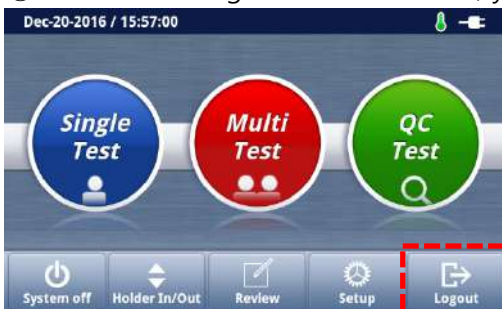 Dec-20-2016 / 15:57:00
Single
Test
Multi
Test
QC
Test
System off
Holder In/Out
Review
Setup
Logout